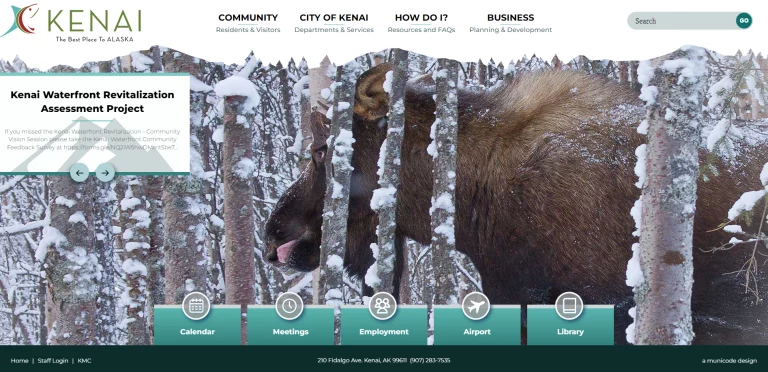 KENAI
The Best Place To ALASKA
COMMUNITY
Residents & Visitors
CITY OF KENAI
Departments & Services
HOW DO I?
Resources and FAQs
BUSINESS
Planning & Development
Search
GO
Kenai Waterfront Revitalization
Assessment Project
If you missed the Kenai Waterfront Revitalization - Community
Vision Session please take the Kenai Waterfront Community
Feedback Survey at
Calendar
Meetings
Employment
Airport
Library
Home | Staff Login | KMC
210 Fidalgo Ave. Kenai, AK 99611 (907) 283-7535
a municode design